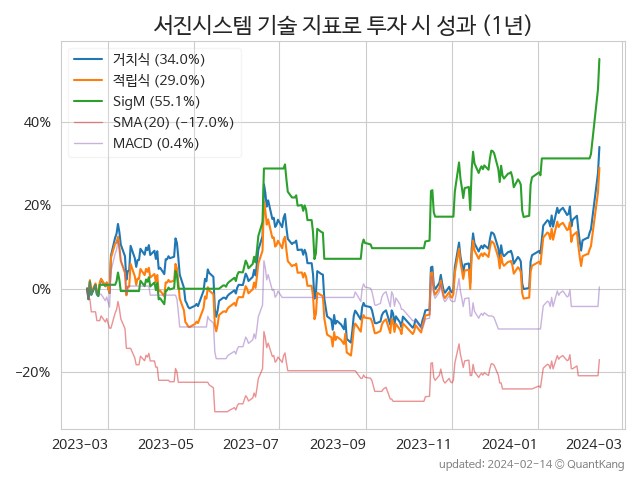 서진시스템 기술 지표로 투자 시 성과 (1년)
거치식 (34.0%)
적립식 (29.0%)
SigM (55.1%)
SMA(20) (−17.0%)
MACD (0.4%)
40%
20%
0%
−20%
2023-03 2023-05 2023-07 2023-09 2023-11 2024-01 2024-03
updated: 2024-02-14 © QuantKang